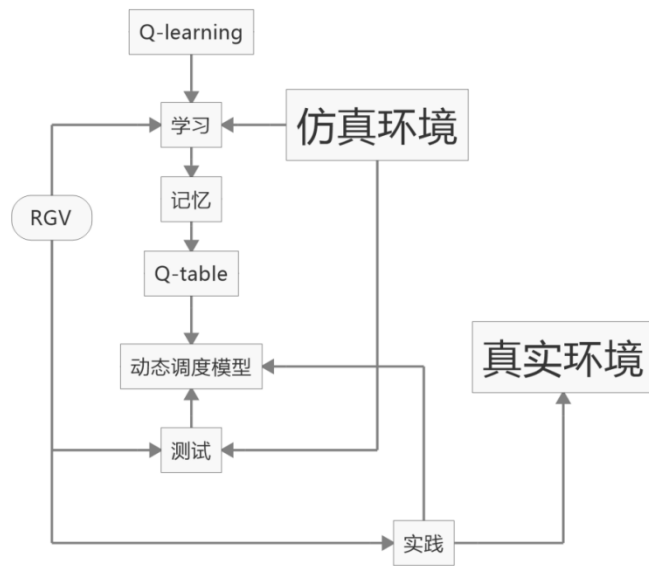 Q-learning
学习
仿真环境
记忆
RGV
Q-table
动态调度模型
真实环境
测试
实践